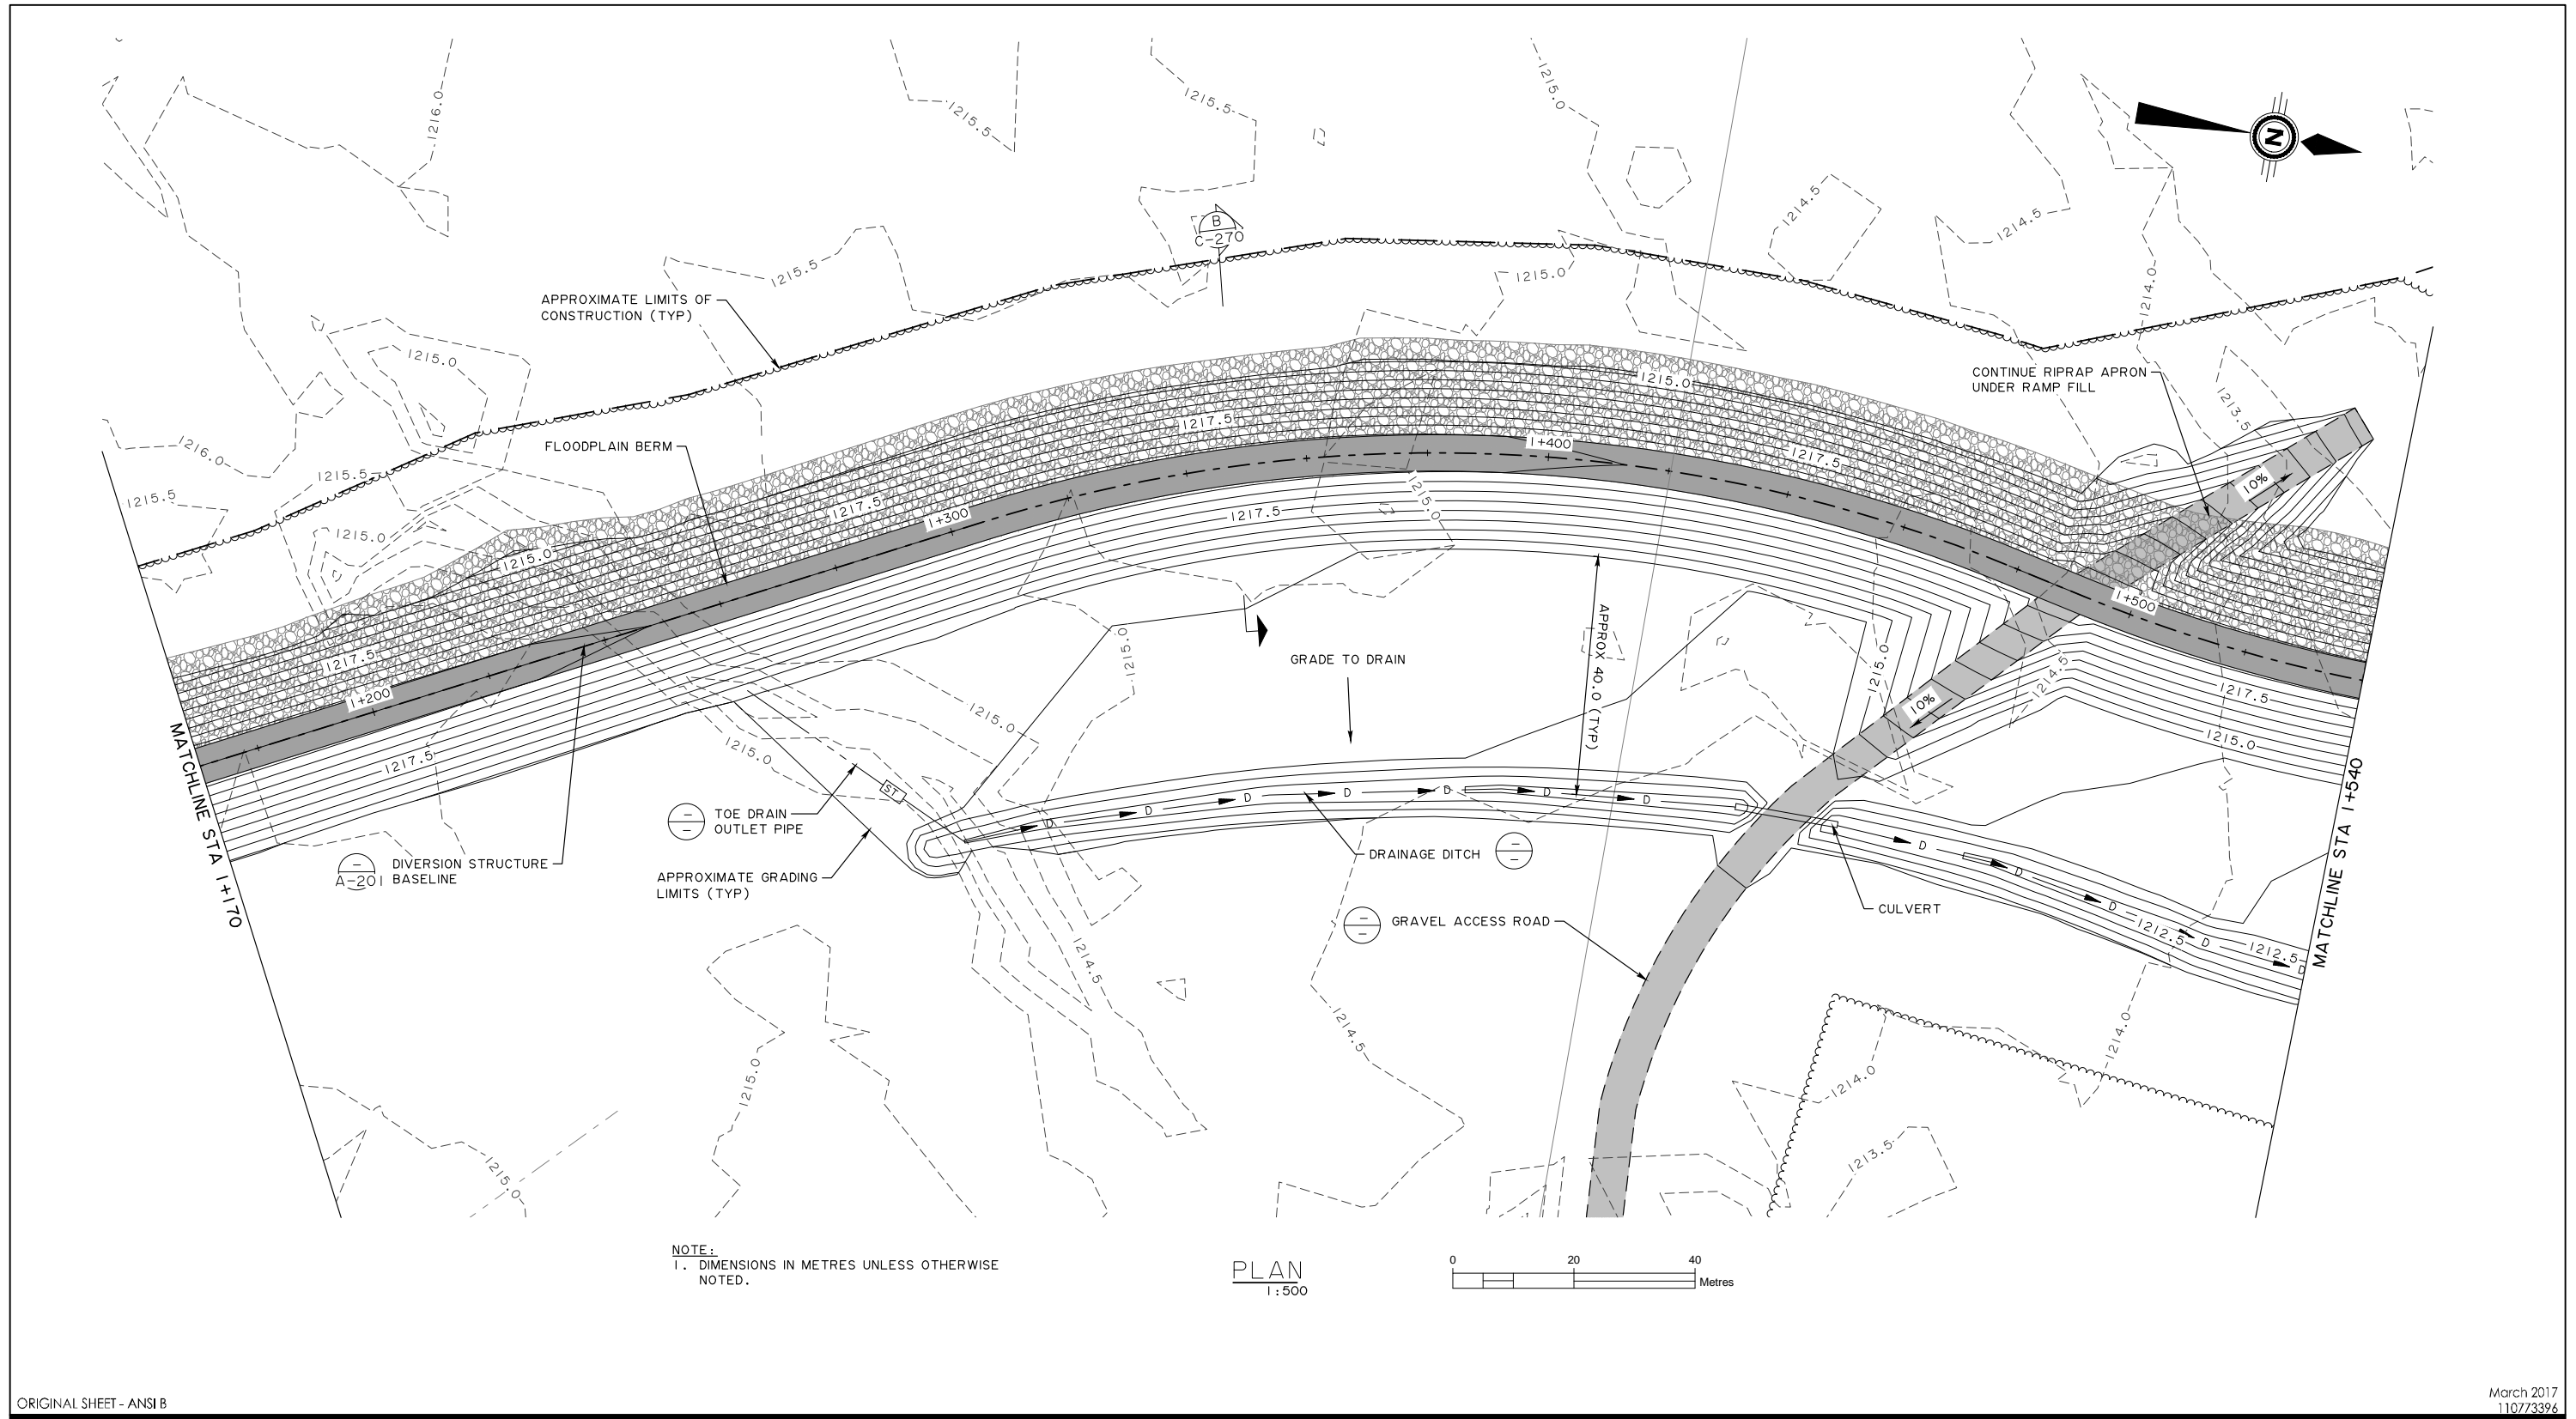 1216.0
1215.5
1215.5
1215.0
1214.5
1214.5
N
B
C-270
1215.5
1215.0
1214.0
APPROXIMATE LIMITS OF
CONSTRUCTION (TYP)
1215.0
1215.0
CONTINUE RIPRAP APRON
UNDER RAMP FILL
1213.5
1216.0
FLOODPLAIN BERM
1217.5
1+400
1217.5
1215.5
1215.5
1215.0
1217.5
1+300
1217.5
1215.0
10%
1215.0
1215.0
1+500
1217.5
1+200
1215.0
GRADE TO DRAIN
APPROX 40.0 (TYP)
1215.0
1214.5
1217.5
10%
1215.0
1215.0
1217.5
1215.0
MATCHLINE STA 1+170
MATCHLINE STA 1+540
ST
D D D D D D D
TOE DRAIN
OUTLET PIPE
DRAINAGE DITCH
DIVERSION STRUCTURE
BASELINE
A-201
APPROXIMATE GRADING
LIMITS (TYP)
CULVERT
GRAVEL ACCESS ROAD
D D D D D
1212.5
1212.5
1214.5
1214.5
1214.0
1215.0
1214.0
1213.5
1215.0
NOTE:
1. DIMENSIONS IN METRES UNLESS OTHERWISE
NOTED.
PLAN
1:500
0 20 40
Metres
ORIGINAL SHEET - ANSI B
March 2017
110773396